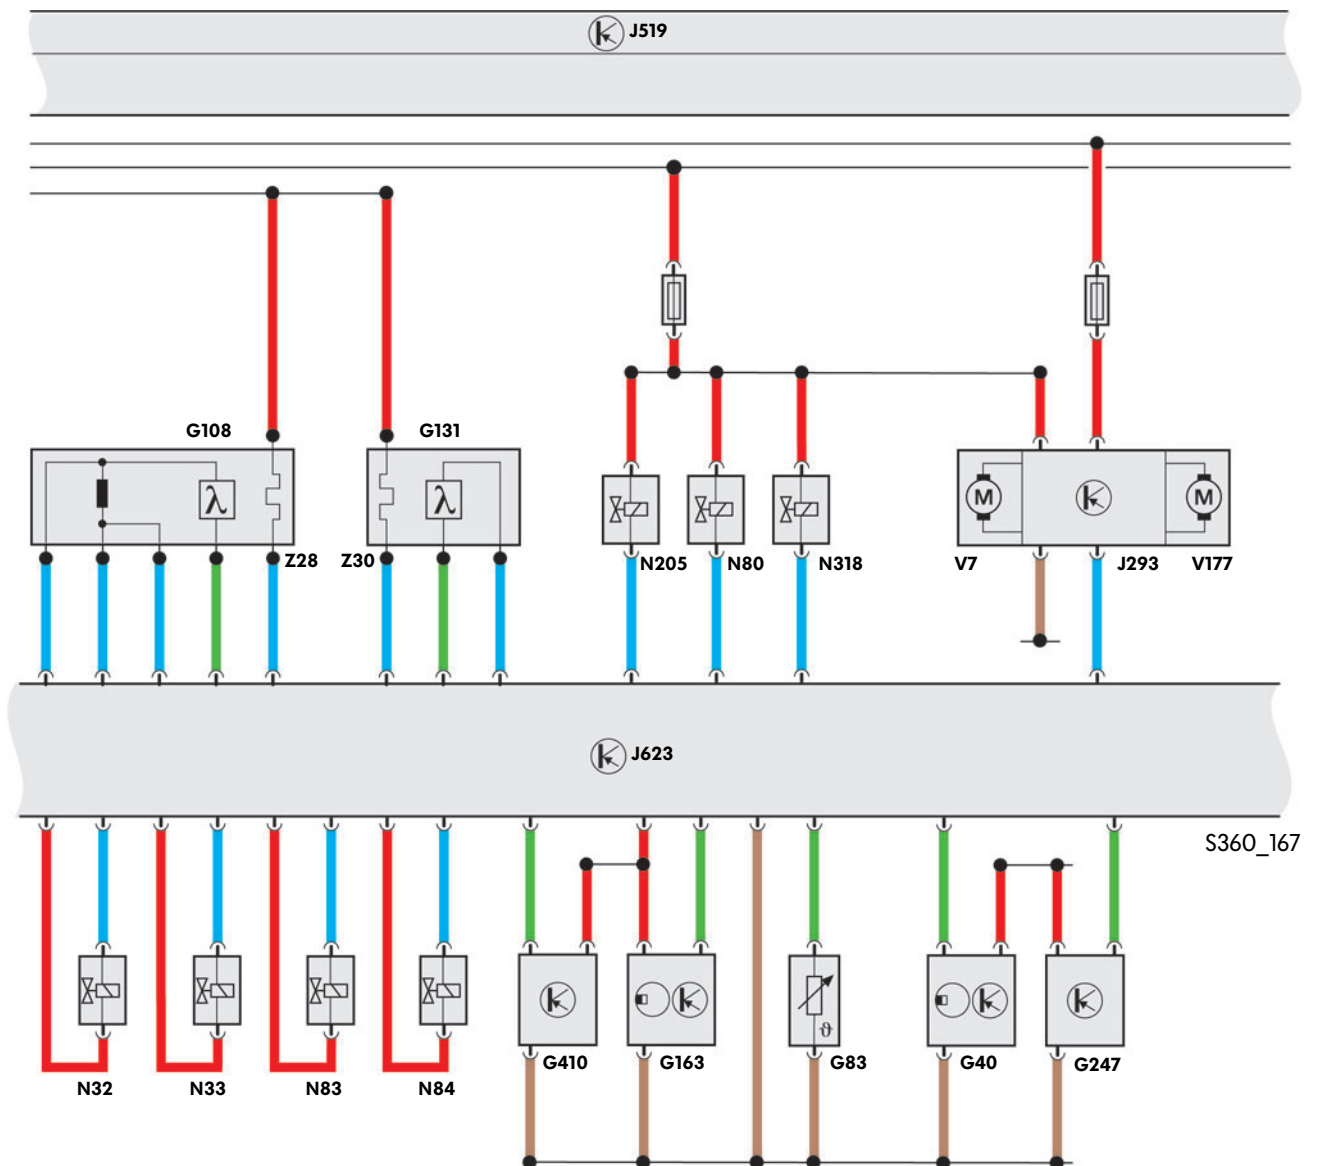 J519
G108
G131
λ
λ
M
M
Z28
Z30
N205
N80
N318
V7
J293
V177
J623
S360_167
ϑ
G410
G163
G83
G40
G247
N32
N33
N83
N84